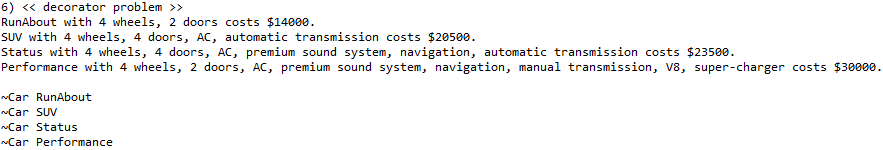 6) << decorator problem >>
RunAbout with 4 wheels, 2 doors costs $14000.
SUV with 4 wheels, 4 doors, AC, automatic transmission costs $20500.
Status with 4 wheels, 4 doors, AC, premium sound system, navigation, automatic transmission costs $23500.
Performance with 4 wheels, 2 doors, AC, premium sound system, navigation, manual transmission, V8, super-charger costs $30000.
~Car RunAbout
~Car SUV
~Car Status
~Car Performance